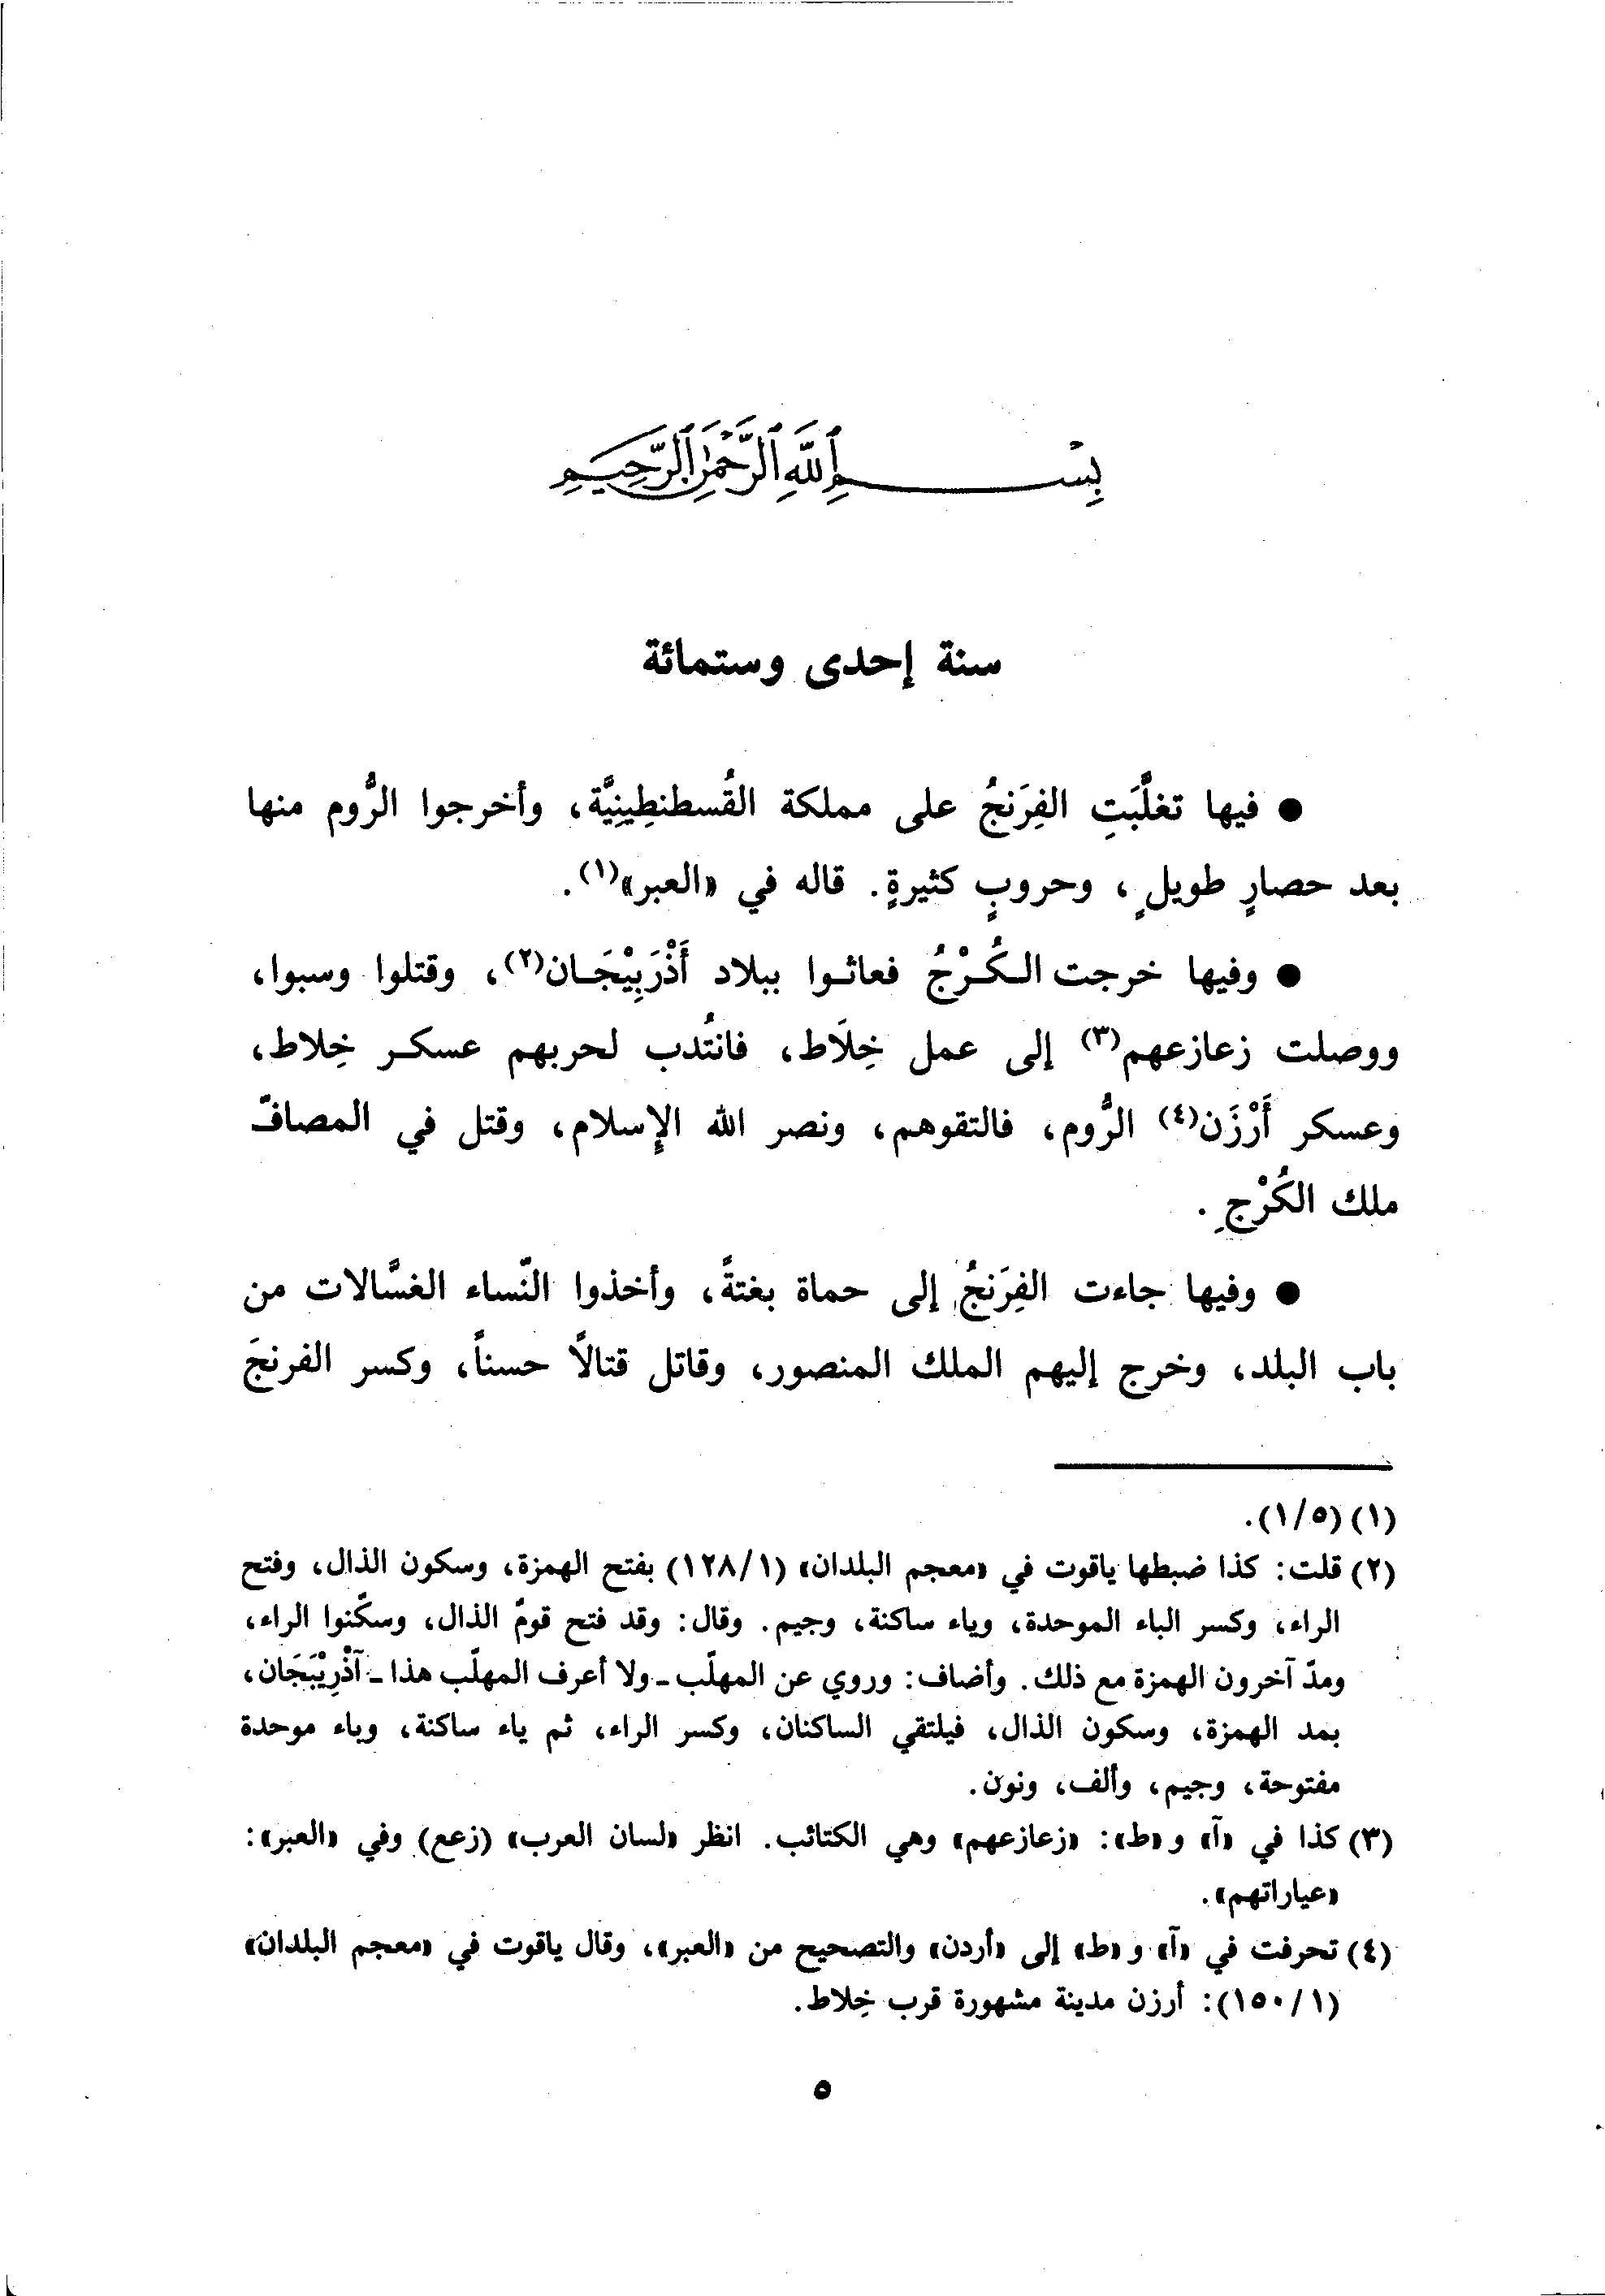 بِسْمِ ٱللَّهِ ٱلرَّحْمَٰنِ ٱلرَّحِيمِ
سنة إحدى وستمائة
● فيها تغلَّبَتِ الفِرَنجُ على مملكة القُسطنطِينِيَّة، وأخرجوا الرُّوم منها
بعد حصارٍ طويلٍ، وحروبٍ كثيرةٍ. قاله في «العبر»(١).
● وفيها خرجت الكُرْجُ فعاثوا ببلاد أَذْرَبِيْجَان(٢)، وقتلوا وسبوا،
ووصلت زعازعهم(٣) إلى عمل خِلَاط، فانتُدب لحربهم عسكر خِلاط،
وعسكر أَرْزَن(٤) الرُّوم، فالتقوهم، ونصر الله الإسلام، وقتل في المصافّ
ملك الكُرْجِ.
● وفيها جاءت الفِرَنجُ إلى حماة بغتةً، وأخذوا النِّساء الغسَّالات من
باب البلد، وخرج إليهم الملك المنصور، وقاتل قتالًا حسناً، وكسر الفرنجَ
(١) (١/٥).
(٢) قلت: كذا ضبطها ياقوت في «معجم البلدان» (١٢٨/١) بفتح الهمزة، وسكون الذال، وفتح
الراء، وكسر الباء الموحدة، وياء ساكنة، وجيم. وقال: وقد فتح قومٌ الذال، وسكَّنوا الراء،
ومدّ آخرون الهمزة مع ذلك. وأضاف: وروي عن المهلّب ـ ولا أعرف المهلّب هذا ـ آذْرِيْبَجَان،
بمد الهمزة، وسكون الذال، فيلتقي الساكنان، وكسر الراء، ثم ياء ساكنة، وباء موحدة
مفتوحة، وجيم، وألف، ونون.
(٣) كذا في «آ» و «ط»: «زعازعهم» وهي الكتائب. انظر «لسان العرب» (زعع) وفي «العبر»:
«عياراتهم».
(٤) تحرفت في «آ» و «ط» إلى «أردن» والتصحيح من «العبر»، وقال ياقوت في «معجم البلدان»
(١٥٠/١): أرزن مدينة مشهورة قرب خِلاط.
٥